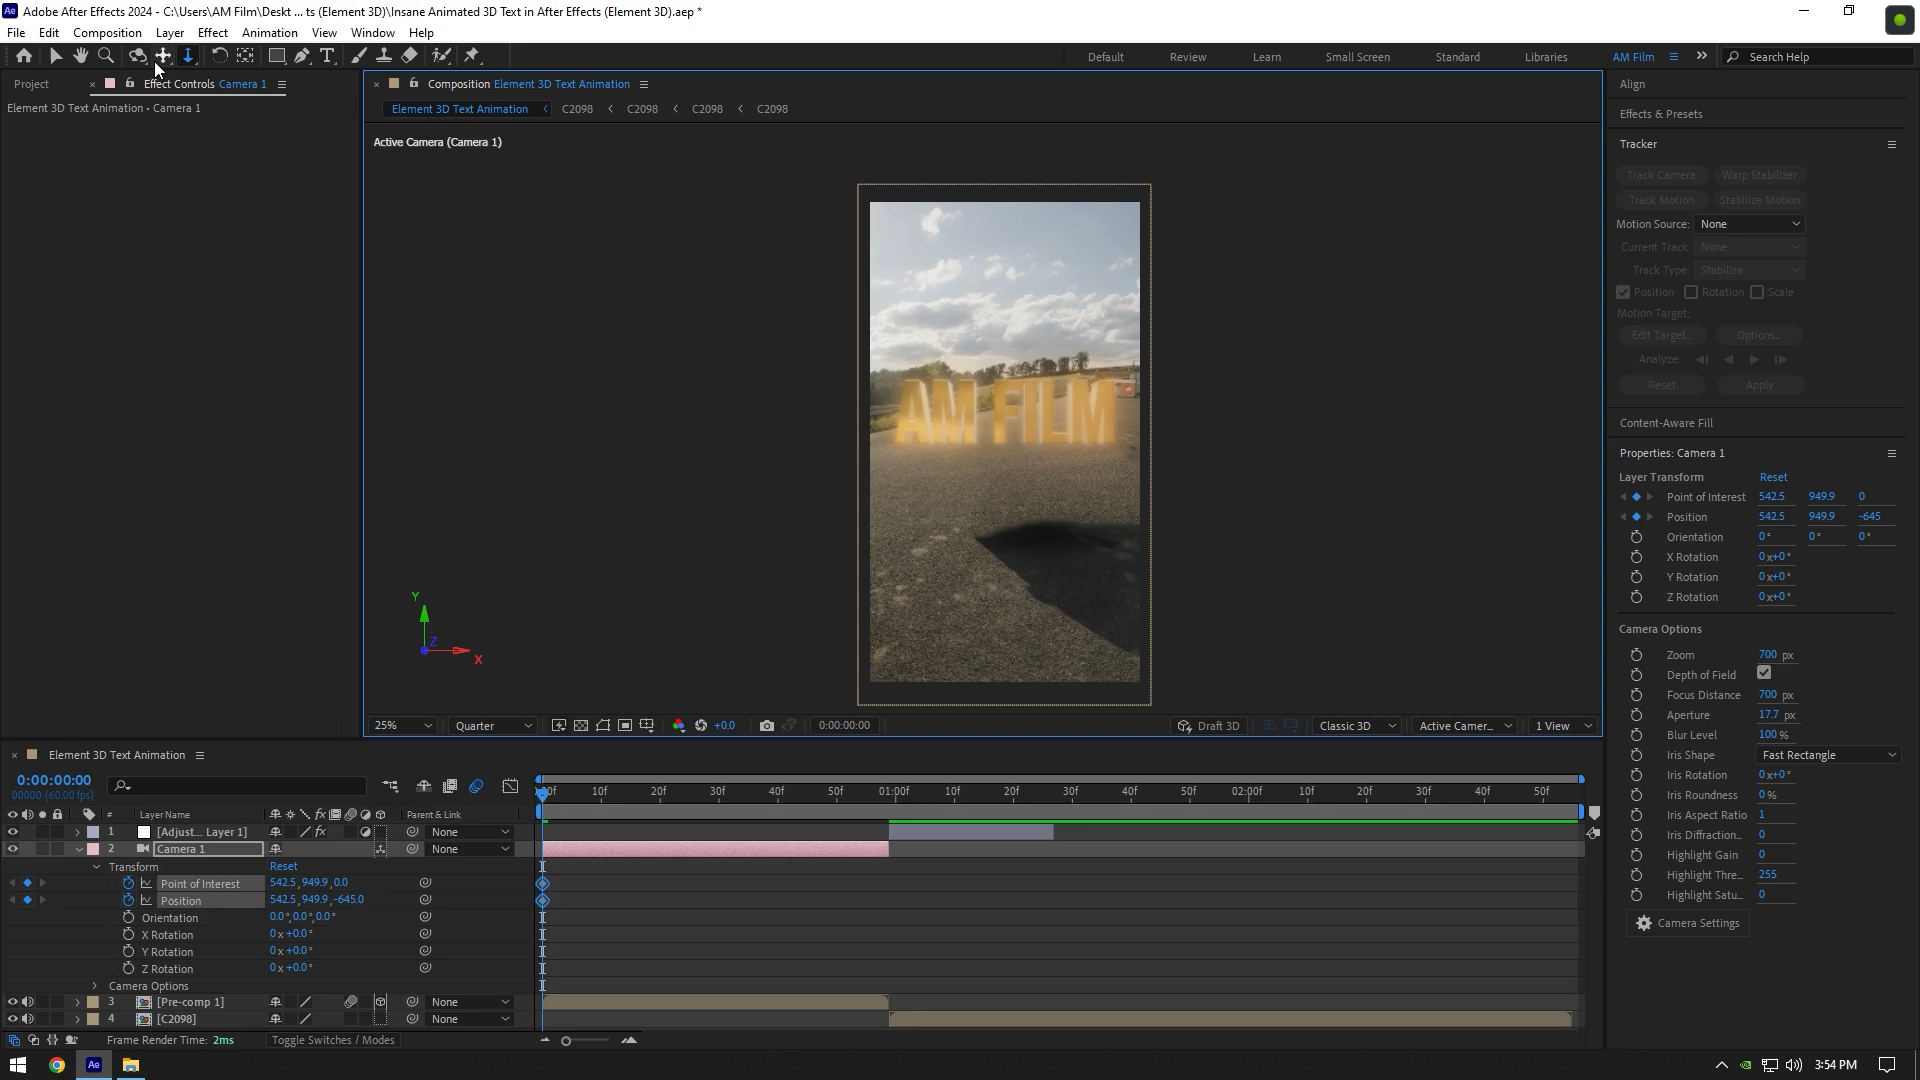 Adobe After Effects 2024 - C:\Users\AM Film\Deskt ... ts (Element 3D)\Insane Animated 3D Text in After Effects (Element 3D).aep *
File Edit Composition Layer Effect Animation View Window Help
Default Review Learn Small Screen Standard Libraries AM Film Search Help
Project Effect Controls Camera 1
Element 3D Text Animation • Camera 1
Composition Element 3D Text Animation
Element 3D Text Animation C2098 C2098 C2098 C2098
Active Camera (Camera 1)
AM FILM
Y
Z
X
25% Quarter +0.0 0:00:00:00 Draft 3D Classic 3D Active Camer... 1 View
Align
Effects & Presets
Tracker
Track Camera Warp Stabilizer
Track Motion Stabilize Motion
Motion Source: None
Current Track: None
Track Type: Stabilize
Position Rotation Scale
Motion Target:
Edit Target... Options...
Analyze:
Reset Apply
Content-Aware Fill
Properties: Camera 1
Layer Transform Reset
Point of Interest 542.5 949.9 0
Position 542.5 949.9 -645
Orientation 0° 0° 0°
X Rotation 0x+0°
Y Rotation 0x+0°
Z Rotation 0x+0°
Camera Options
Zoom 700 px
Depth of Field
Focus Distance 700 px
Aperture 17.7 px
Blur Level 100 %
Iris Shape Fast Rectangle
Iris Rotation 0x+0°
Iris Roundness 0 %
Iris Aspect Ratio 1
Iris Diffraction... 0
Highlight Gain 0
Highlight Thre... 255
Highlight Satu... 0
Camera Settings
Element 3D Text Animation
0:00:00:00
00000 (60.00 fps)
# Layer Name Parent & Link
:00f 10f 20f 30f 40f 50f 01:00f 10f 20f 30f 40f 50f 02:00f 10f 20f 30f 40f 50f
1 [Adjust... Layer 1] None
2 Camera 1 None
Transform Reset
Point of Interest 542.5,949.9,0.0
Position 542.5,949.9,-645.0
Orientation 0.0°,0.0°,0.0°
X Rotation 0x+0.0°
Y Rotation 0x+0.0°
Z Rotation 0x+0.0°
Camera Options
3 [Pre-comp 1] None
4 [C2098] None
Frame Render Time: 2ms Toggle Switches / Modes
3:54 PM